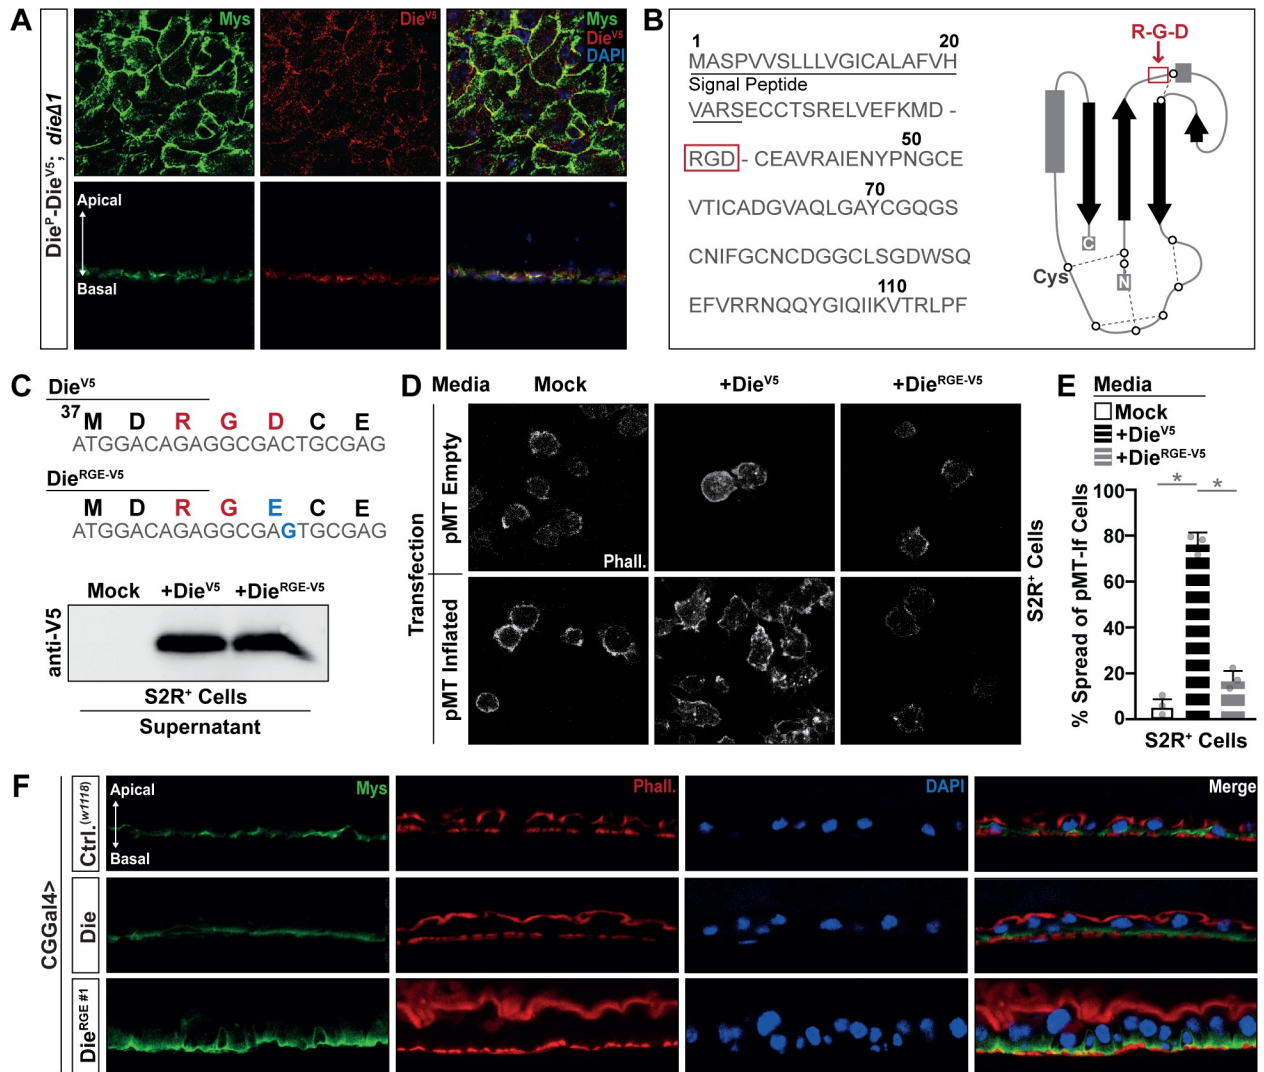 A
Die^P-Die^V5; dieΔ1
Mys
Die^V5
Mys
Die^V5
DAPI
Apical
Basal
B
1 20
MASPVVSLLLVGICALAFVH
Signal Peptide
VARSECCTSRELVEFKMD -
50
RGD - CEAVRAIENYPNGCE
70
VTICADGVAQLGAYCGQGS
CNIFGCNCDGGCLSGDWSQ
110
EFVRRNQQYGIQIIKVTRLPF
R-G-D
C
Cys
N
C
Die^V5
37 M D R G D C E
ATGGACAGAGGCGACTGCGAG
Die^RGE-V5
M D R G E C E
ATGGACAGAGGCGAGTGCGAG
Mock +Die^V5 +Die^RGE-V5
anti-V5
S2R⁺ Cells
Supernatant
D Media Mock +Die^V5 +Die^RGE-V5
Transfection
pMT Empty
Phall.
pMT Inflated
S2R⁺ Cells
E Media
Mock
+Die^V5
+Die^RGE-V5
% Spread of pMT-If Cells
100
80
60
40
20
0
* *
S2R⁺ Cells
F
CGGal4>
Ctrl.(w1118)
Apical
Basal
Mys
Phall.
DAPI
Merge
Die
Die^RGE #1